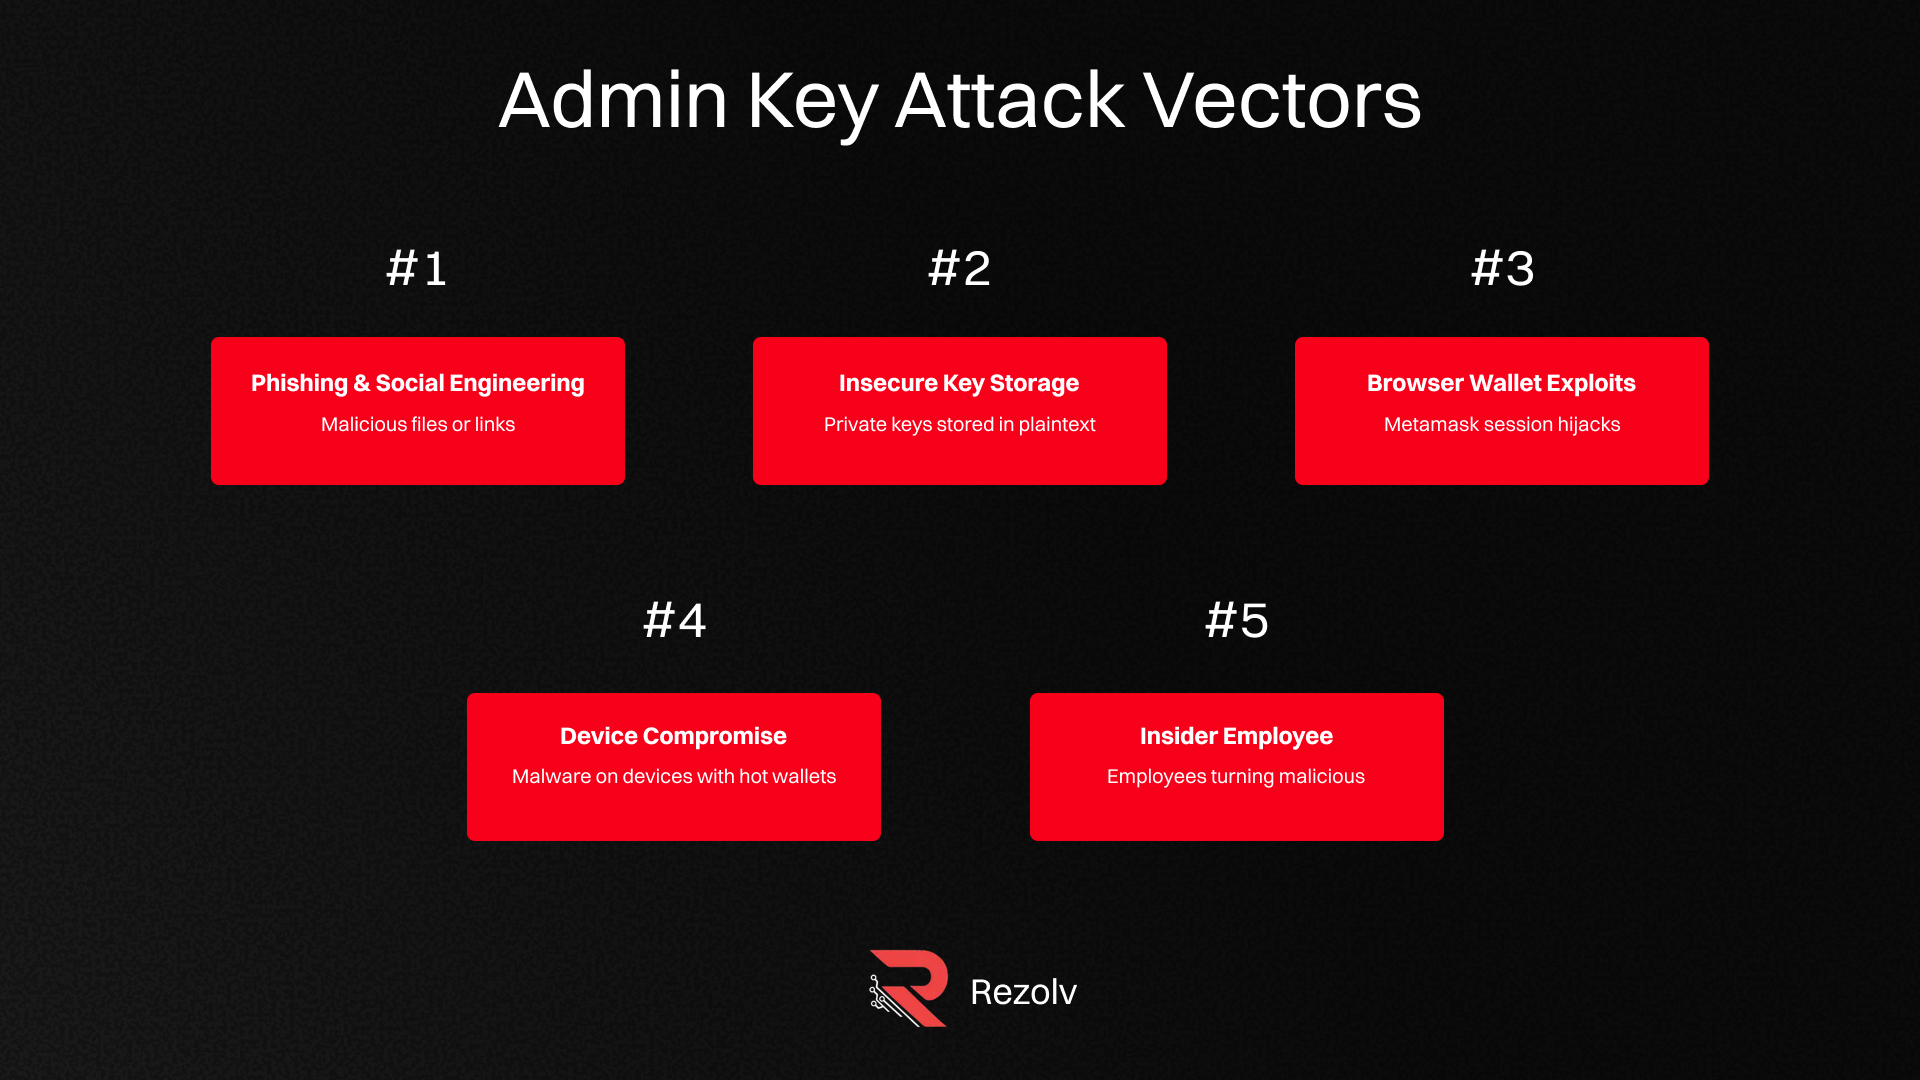 Admin Key Attack Vectors
#1
Phishing & Social Engineering
Malicious files or links
#2
Insecure Key Storage
Private keys stored in plaintext
#3
Browser Wallet Exploits
Metamask session hijacks
#4
Device Compromise
Malware on devices with hot wallets
#5
Insider Employee
Employees turning malicious
Rezolv